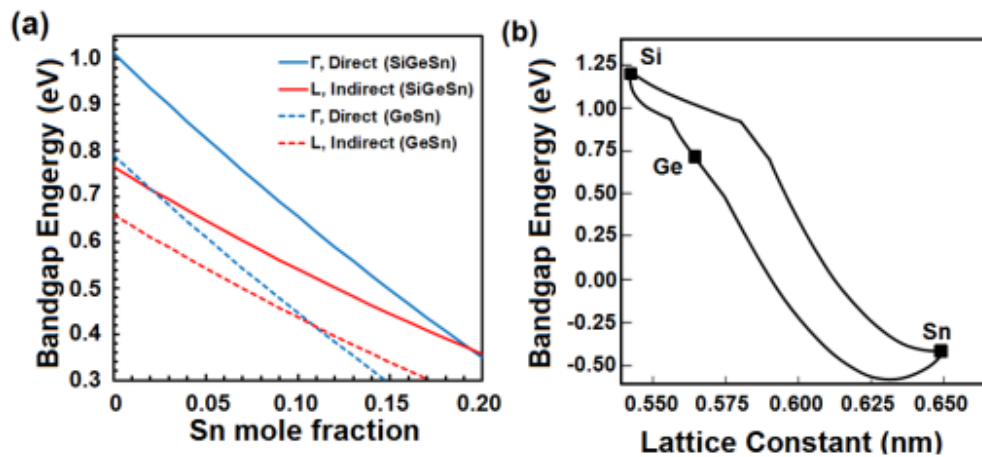 (a)
Bandgap Engergy (eV)
1.0
0.9
0.8
0.7
0.6
0.5
0.4
0.3
Γ, Direct (SiGeSn)
L, Indirect (SiGeSn)
Γ, Direct (GeSn)
L, Indirect (GeSn)
0 0.05 0.10 0.15 0.20
Sn mole fraction
(b)
Bandgap Engergy (eV)
1.25
1.00
0.75
0.50
0.25
0.00
-0.25
-0.50
Si
Ge
Sn
0.550 0.575 0.600 0.625 0.650
Lattice Constant (nm)